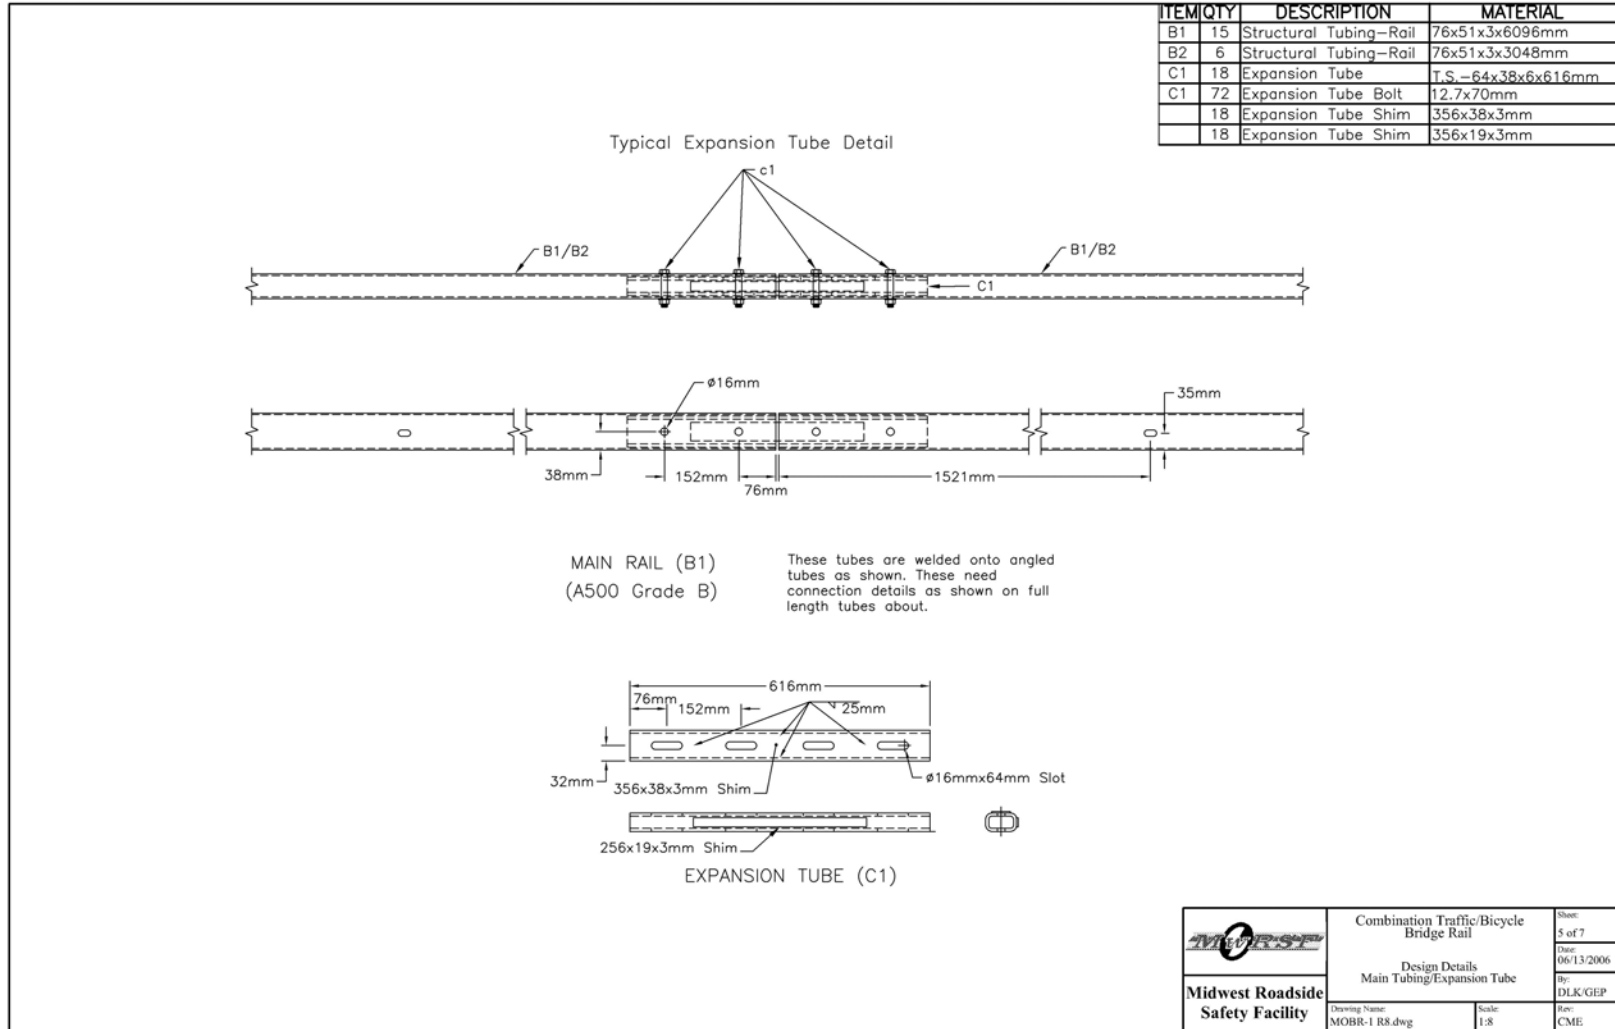 ITEM QTY DESCRIPTION MATERIAL
B1 15 Structural Tubing-Rail 76x51x3x6096mm
B2 6 Structural Tubing-Rail 76x51x3x3048mm
C1 18 Expansion Tube T.S.-64x38x6x616mm
C1 72 Expansion Tube Bolt 12.7x70mm
18 Expansion Tube Shim 356x38x3mm
18 Expansion Tube Shim 356x19x3mm
Typical Expansion Tube Detail
c1
B1/B2
B1/B2
C1
ø16mm
35mm
38mm
152mm
76mm
1521mm
MAIN RAIL (B1)
(A500 Grade B)
These tubes are welded onto angled
tubes as shown. These need
connection details as shown on full
length tubes about.
616mm
76mm
152mm
25mm
32mm
356x38x3mm Shim
ø16mmx64mm Slot
256x19x3mm Shim
EXPANSION TUBE (C1)
MwRSF
Midwest Roadside
Safety Facility
Combination Traffic/Bicycle
Bridge Rail
Design Details
Main Tubing/Expansion Tube
Drawing Name:
MOBR-1 R8.dwg
Scale:
1:8
Sheet:
5 of 7
Date:
06/13/2006
By:
DLK/GEP
Rev:
CME